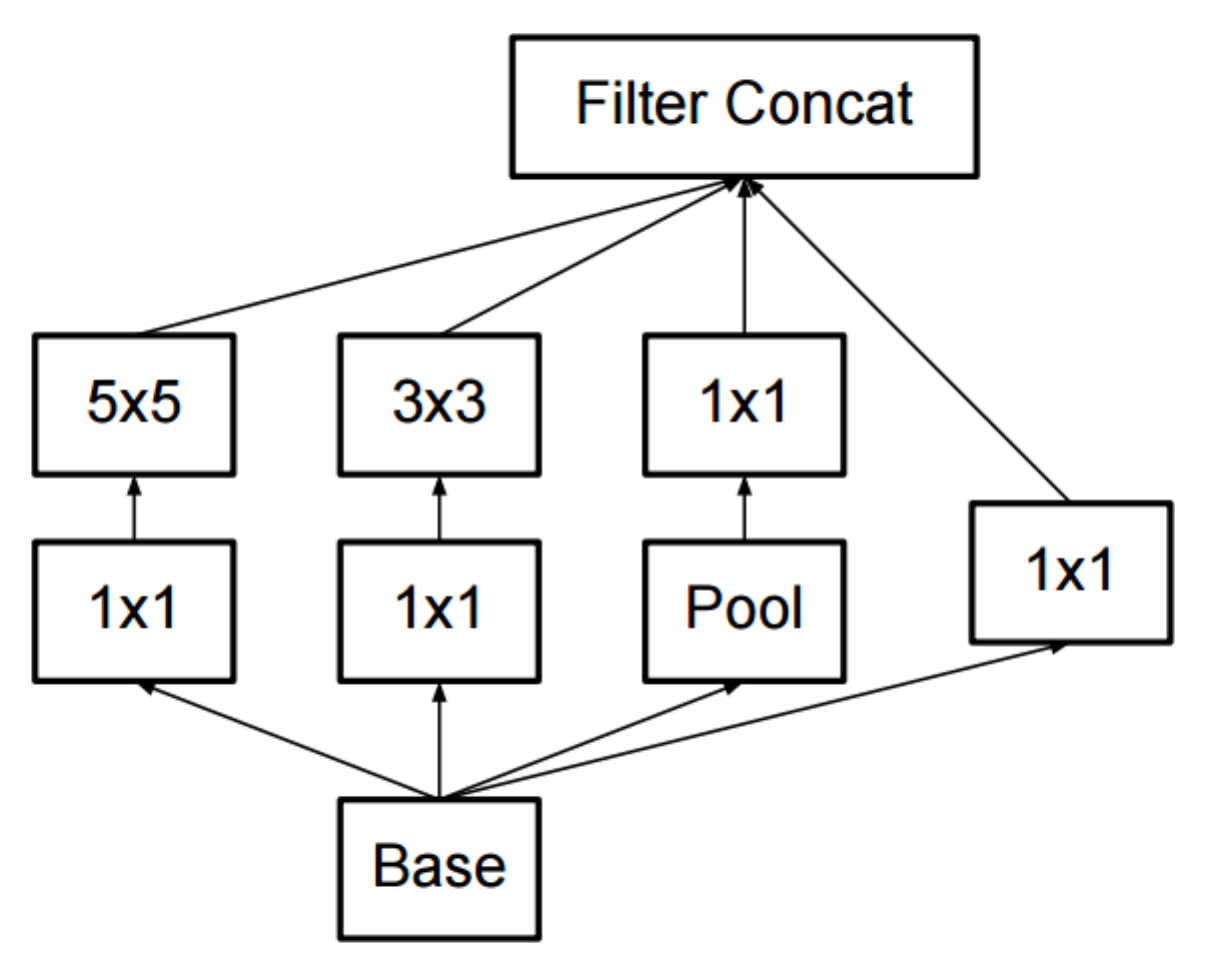 Filter Concat
5x5
3x3
1x1
1x1
1x1
Pool
1x1
Base